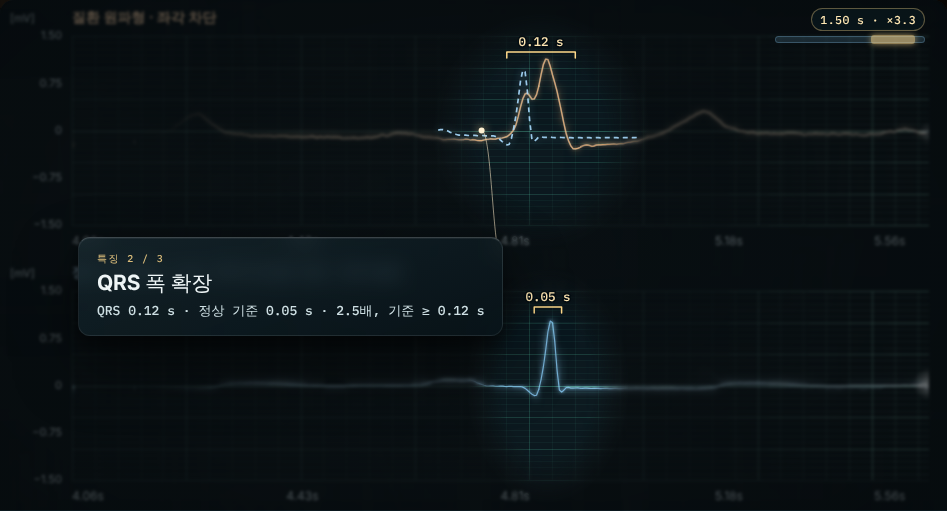 [mV]
질환 원파형 · 좌각 차단
1.50 s · ×3.3
1.50
0.12 s
0.75
0
−0.75
−1.50
4.81s
5.18s
5.56s
특징 2 / 3
QRS 폭 확장
QRS 0.12 s · 정상 기준 0.05 s · 2.5배, 기준 ≥ 0.12 s
[mV]
1.50
0.05 s
0.75
0
−0.75
−1.50
4.06s
4.43s
4.81s
5.18s
5.56s